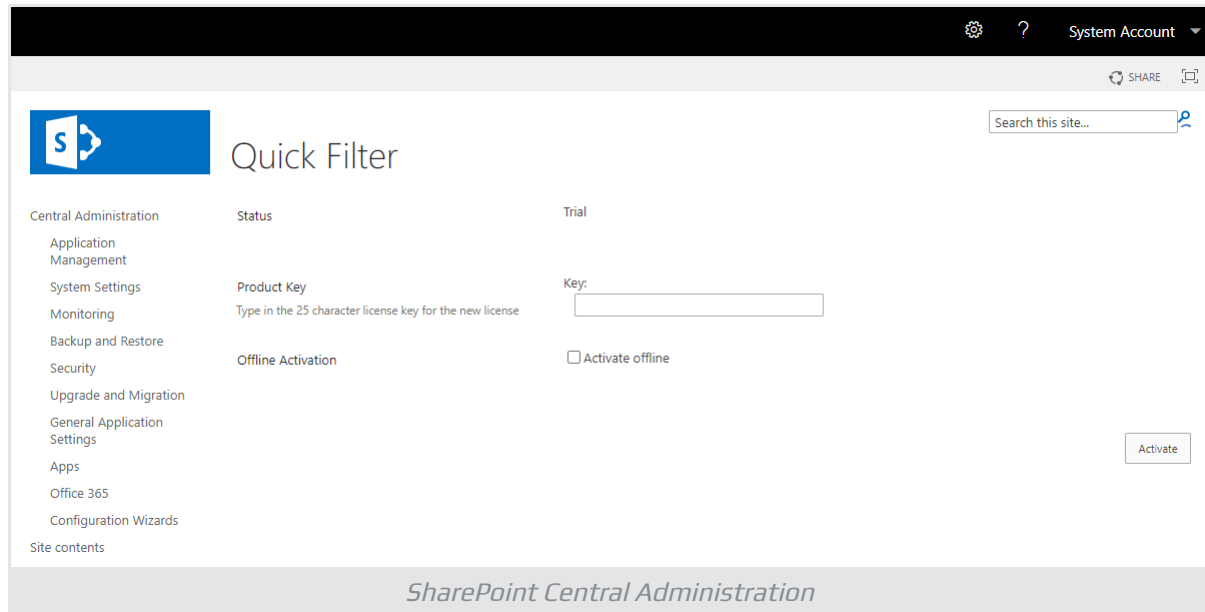 ? System Account
SHARE
Search this site...
S
Quick Filter
Central Administration
Status
Trial
Application
Management
System Settings
Product Key
Key:
Type in the 25 character license key for the new license
Monitoring
Backup and Restore
Offline Activation
Activate offline
Security
Upgrade and Migration
General Application
Settings
Activate
Apps
Office 365
Configuration Wizards
Site contents
SharePoint Central Administration